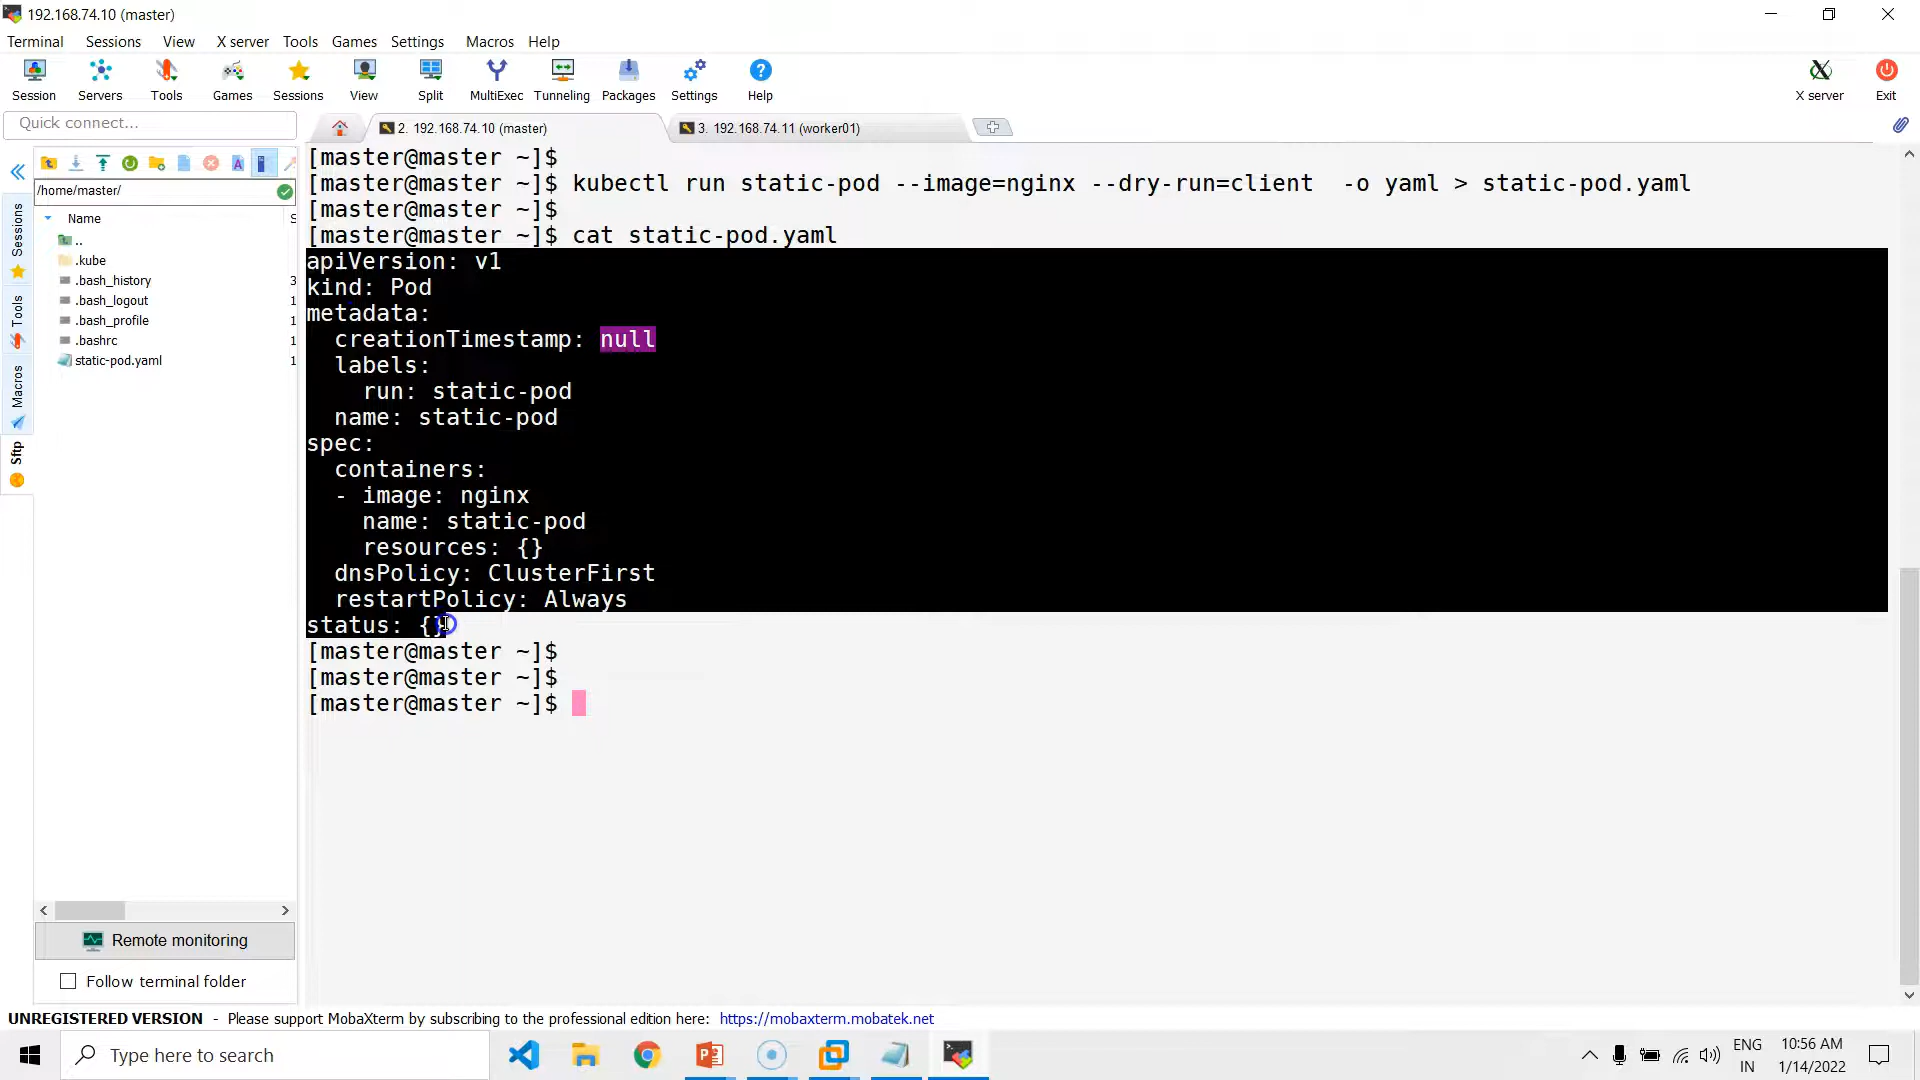 192.168.74.10 (master)
Terminal Sessions View X server Tools Games Settings Macros Help
Session Servers Tools Games Sessions View Split MultiExec Tunneling Packages Settings Help X server Exit
Quick connect...
2. 192.168.74.10 (master)
3. 192.168.74.11 (worker01)
/home/master/
Name S
..
.kube
.bash_history 3
.bash_logout 1
.bash_profile 1
.bashrc 1
static-pod.yaml 1
Sessions
Tools
Macros
Sftp
[master@master ~]$
[master@master ~]$ kubectl run static-pod --image=nginx --dry-run=client  -o yaml > static-pod.yaml
[master@master ~]$
[master@master ~]$ cat static-pod.yaml
apiVersion: v1
kind: Pod
metadata:
  creationTimestamp: null
  labels:
    run: static-pod
  name: static-pod
spec:
  containers:
  - image: nginx
    name: static-pod
    resources: {}
  dnsPolicy: ClusterFirst
  restartPolicy: Always
status: {}
[master@master ~]$
[master@master ~]$
[master@master ~]$
Remote monitoring
Follow terminal folder
UNREGISTERED VERSION - Please support MobaXterm by subscribing to the professional edition here: https://mobaxterm.mobatek.net
Type here to search
ENG
IN
10:56 AM
1/14/2022